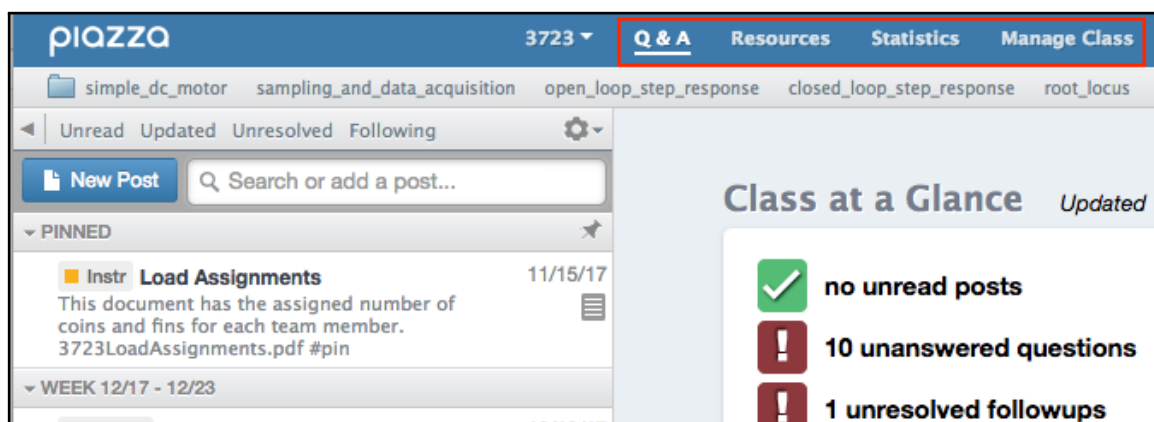 piazza 3723 Q & A Resources Statistics Manage Class
simple_dc_motor sampling_and_data_acquisition open_loop_step_response closed_loop_step_response root_locus
Unread Updated Unresolved Following
New Post Search or add a post...
Class at a Glance Updated
PINNED
Instr Load Assignments 11/15/17
This document has the assigned number of
coins and fins for each team member.
3723LoadAssignments.pdf #pin
WEEK 12/17 - 12/23
no unread posts
10 unanswered questions
1 unresolved followups